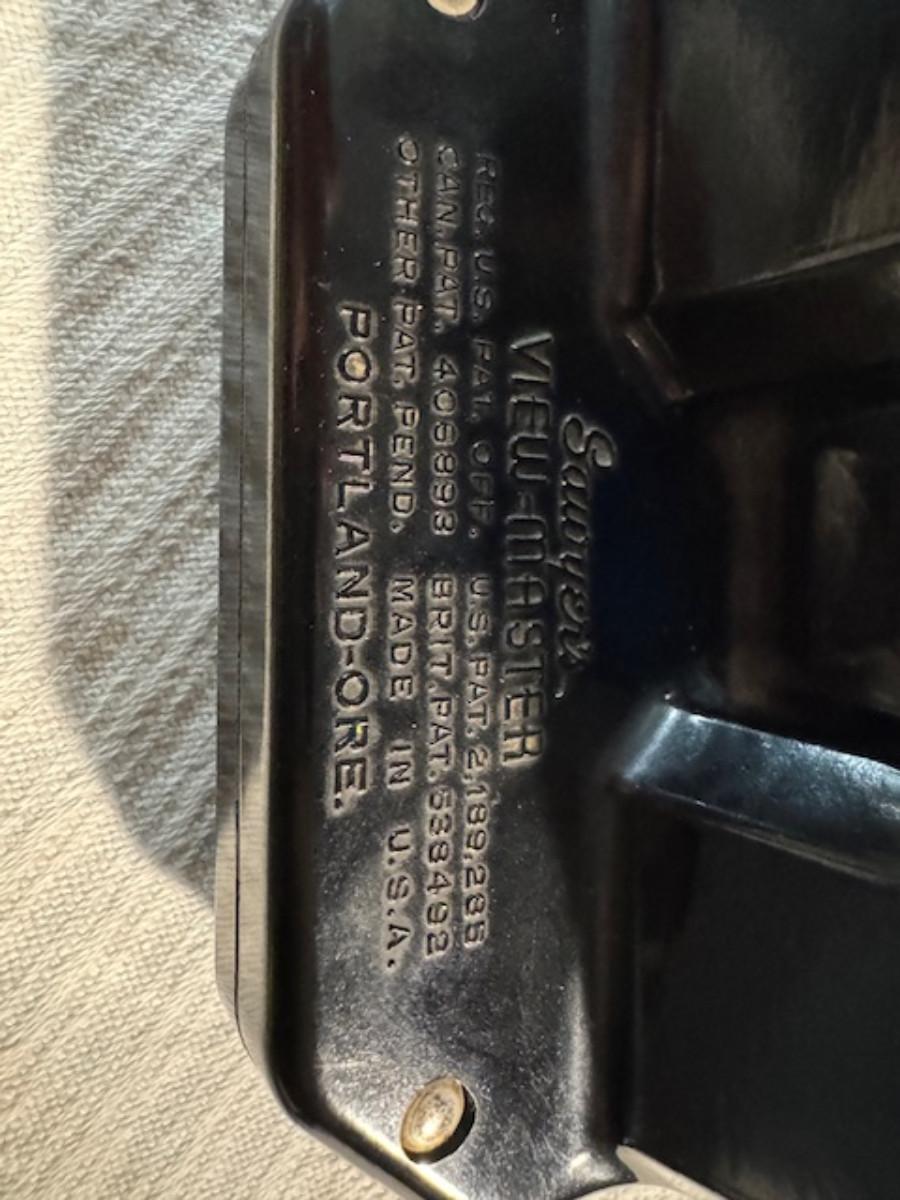 Sawyer's
VIEW-MASTER
REG. U.S. PAT. OFF. U.S. PAT. 2,189,285
CAN. PAT. 406893 BRIT. PAT. 538492
OTHER PAT. PEND. MADE IN U.S.A.
PORTLAND-ORE.